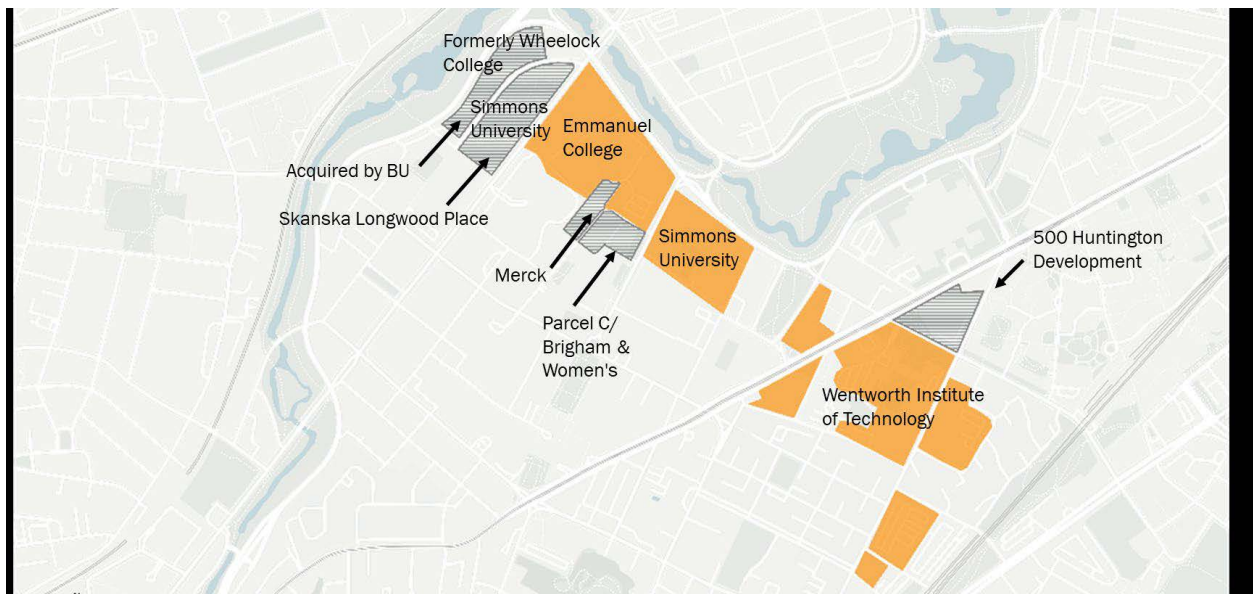 Formerly Wheelock
College
Simmons
University
Emmanuel
College
Acquired by BU
Skanska Longwood Place
Merck
Parcel C/
Brigham &
Women's
Simmons
University
500 Huntington
Development
Wentworth Institute
of Technology